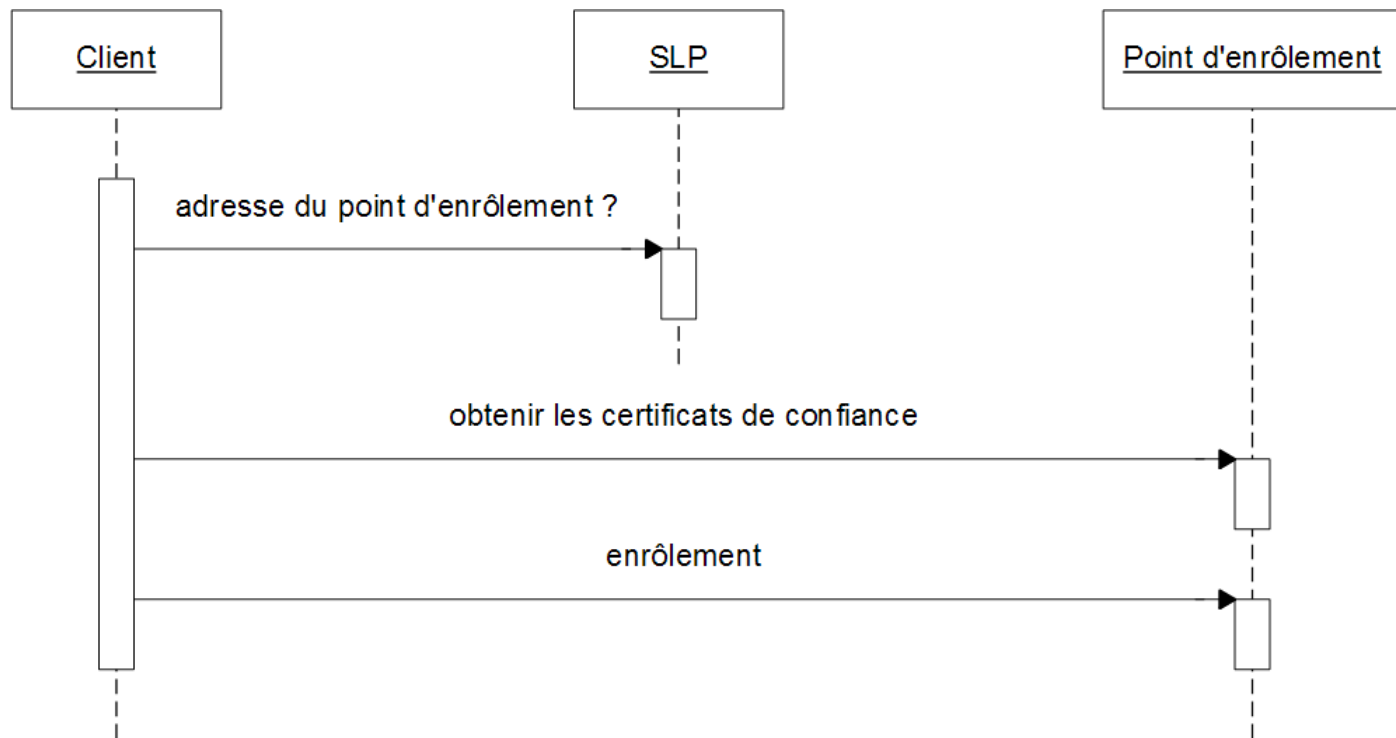 Client
SLP
Point d'enrôlement
adresse du point d'enrôlement ?
obtenir les certificats de confiance
enrôlement